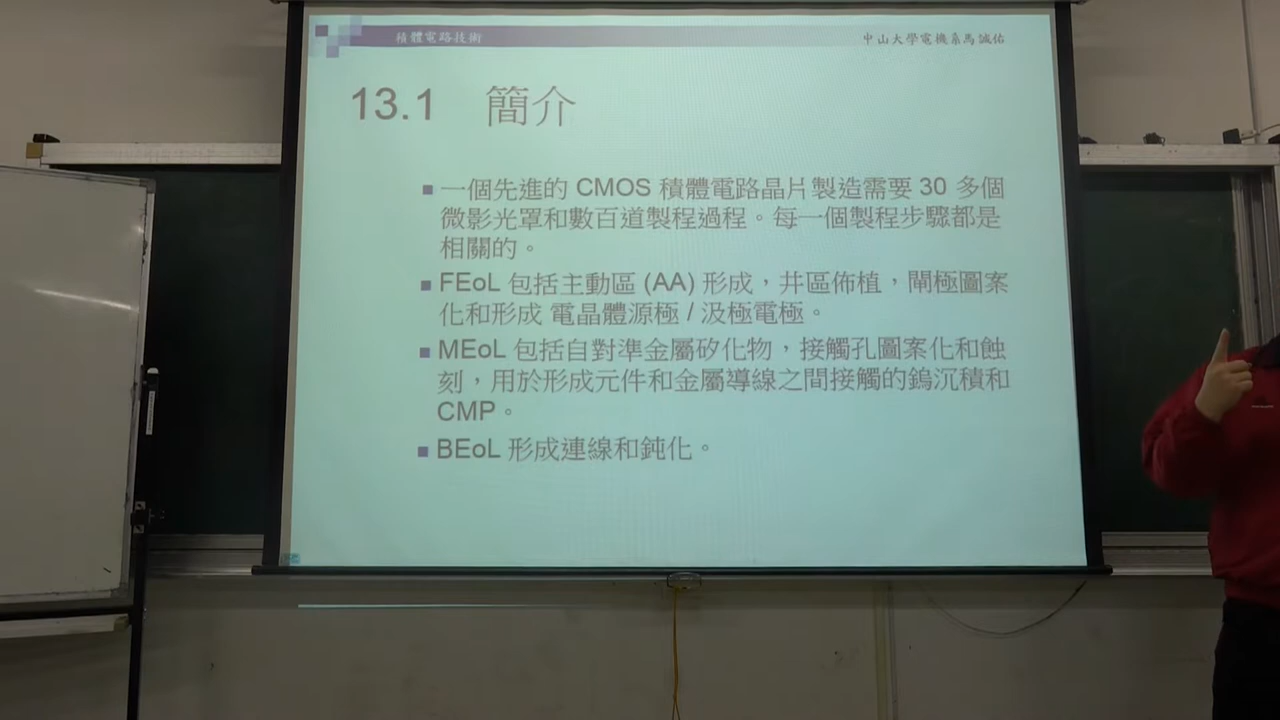 積體電路技術
中山大學電機系馬誠佑
13.1 簡介
一個先進的 CMOS 積體電路晶片製造需要 30 多個
微影光罩和數百道製程過程。每一個製程步驟都是
相關的。
FEoL 包括主動區 (AA) 形成，井區佈植，閘極圖案
化和形成 電晶體源極 / 汲極電極。
MEoL 包括自對準金屬矽化物，接觸孔圖案化和蝕
刻，用於形成元件和金屬導線之間接觸的鎢沉積和
CMP。
BEoL 形成連線和鈍化。